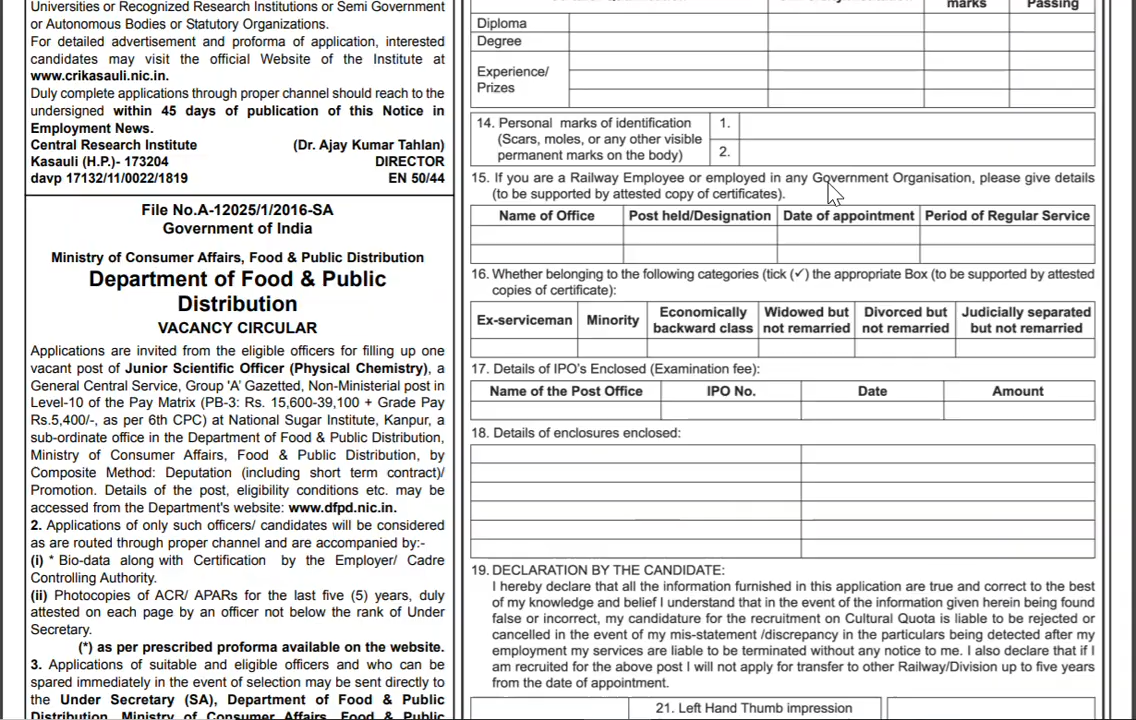 Universities or Recognized Research Institutions or Semi Government
or Autonomous Bodies or Statutory Organizations.
For detailed advertisement and proforma of application, interested
candidates may visit the official Website of the Institute at
www.crikasauli.nic.in.
Duly complete applications through proper channel should reach to the
undersigned within 45 days of publication of this Notice in
Employment News.
Central Research Institute (Dr. Ajay Kumar Tahlan)
Kasauli (H.P.)- 173204 DIRECTOR
davp 17132/11/0022/1819 EN 50/44
File No.A-12025/1/2016-SA
Government of India
Ministry of Consumer Affairs, Food & Public Distribution
Department of Food & Public
Distribution
VACANCY CIRCULAR
Applications are invited from the eligible officers for filling up one
vacant post of Junior Scientific Officer (Physical Chemistry), a
General Central Service, Group 'A' Gazetted, Non-Ministerial post in
Level-10 of the Pay Matrix (PB-3: Rs. 15,600-39,100 + Grade Pay
Rs.5,400/-, as per 6th CPC) at National Sugar Institute, Kanpur, a
sub-ordinate office in the Department of Food & Public Distribution,
Ministry of Consumer Affairs, Food & Public Distribution, by
Composite Method: Deputation (including short term contract)/
Promotion. Details of the post, eligibility conditions etc. may be
accessed from the Department's website: www.dfpd.nic.in.
2. Applications of only such officers/ candidates will be considered
as are routed through proper channel and are accompanied by:-
(i) * Bio-data along with Certification by the Employer/ Cadre
Controlling Authority.
(ii) Photocopies of ACR/ APARs for the last five (5) years, duly
attested on each page by an officer not below the rank of Under
Secretary.
(*) as per prescribed proforma available on the website.
3. Applications of suitable and eligible officers and who can be
spared immediately in the event of selection may be sent directly to
the Under Secretary (SA), Department of Food & Public
Distribution, Ministry of Consumer Affairs, Food & Public
marks Passing
Diploma
Degree
Experience/
Prizes
14. Personal marks of identification 1.
(Scars, moles, or any other visible
permanent marks on the body) 2.
15. If you are a Railway Employee or employed in any Government Organisation, please give details
(to be supported by attested copy of certificates).
Name of Office Post held/Designation Date of appointment Period of Regular Service
16. Whether belonging to the following categories (tick (✓) the appropriate Box (to be supported by attested
copies of certificate):
Ex-serviceman Minority Economically backward class Widowed but not remarried Divorced but not remarried Judicially separated but not remarried
17. Details of IPO's Enclosed (Examination fee):
Name of the Post Office IPO No. Date Amount
18. Details of enclosures enclosed:
19. DECLARATION BY THE CANDIDATE:
I hereby declare that all the information furnished in this application are true and correct to the best
of my knowledge and belief I understand that in the event of the information given herein being found
false or incorrect, my candidature for the recruitment on Cultural Quota is liable to be rejected or
cancelled in the event of my mis-statement /discrepancy in the particulars being detected after my
employment my services are liable to be terminated without any notice to me. I also declare that if I
am recruited for the above post I will not apply for transfer to other Railway/Division up to five years
from the date of appointment.
21. Left Hand Thumb impression